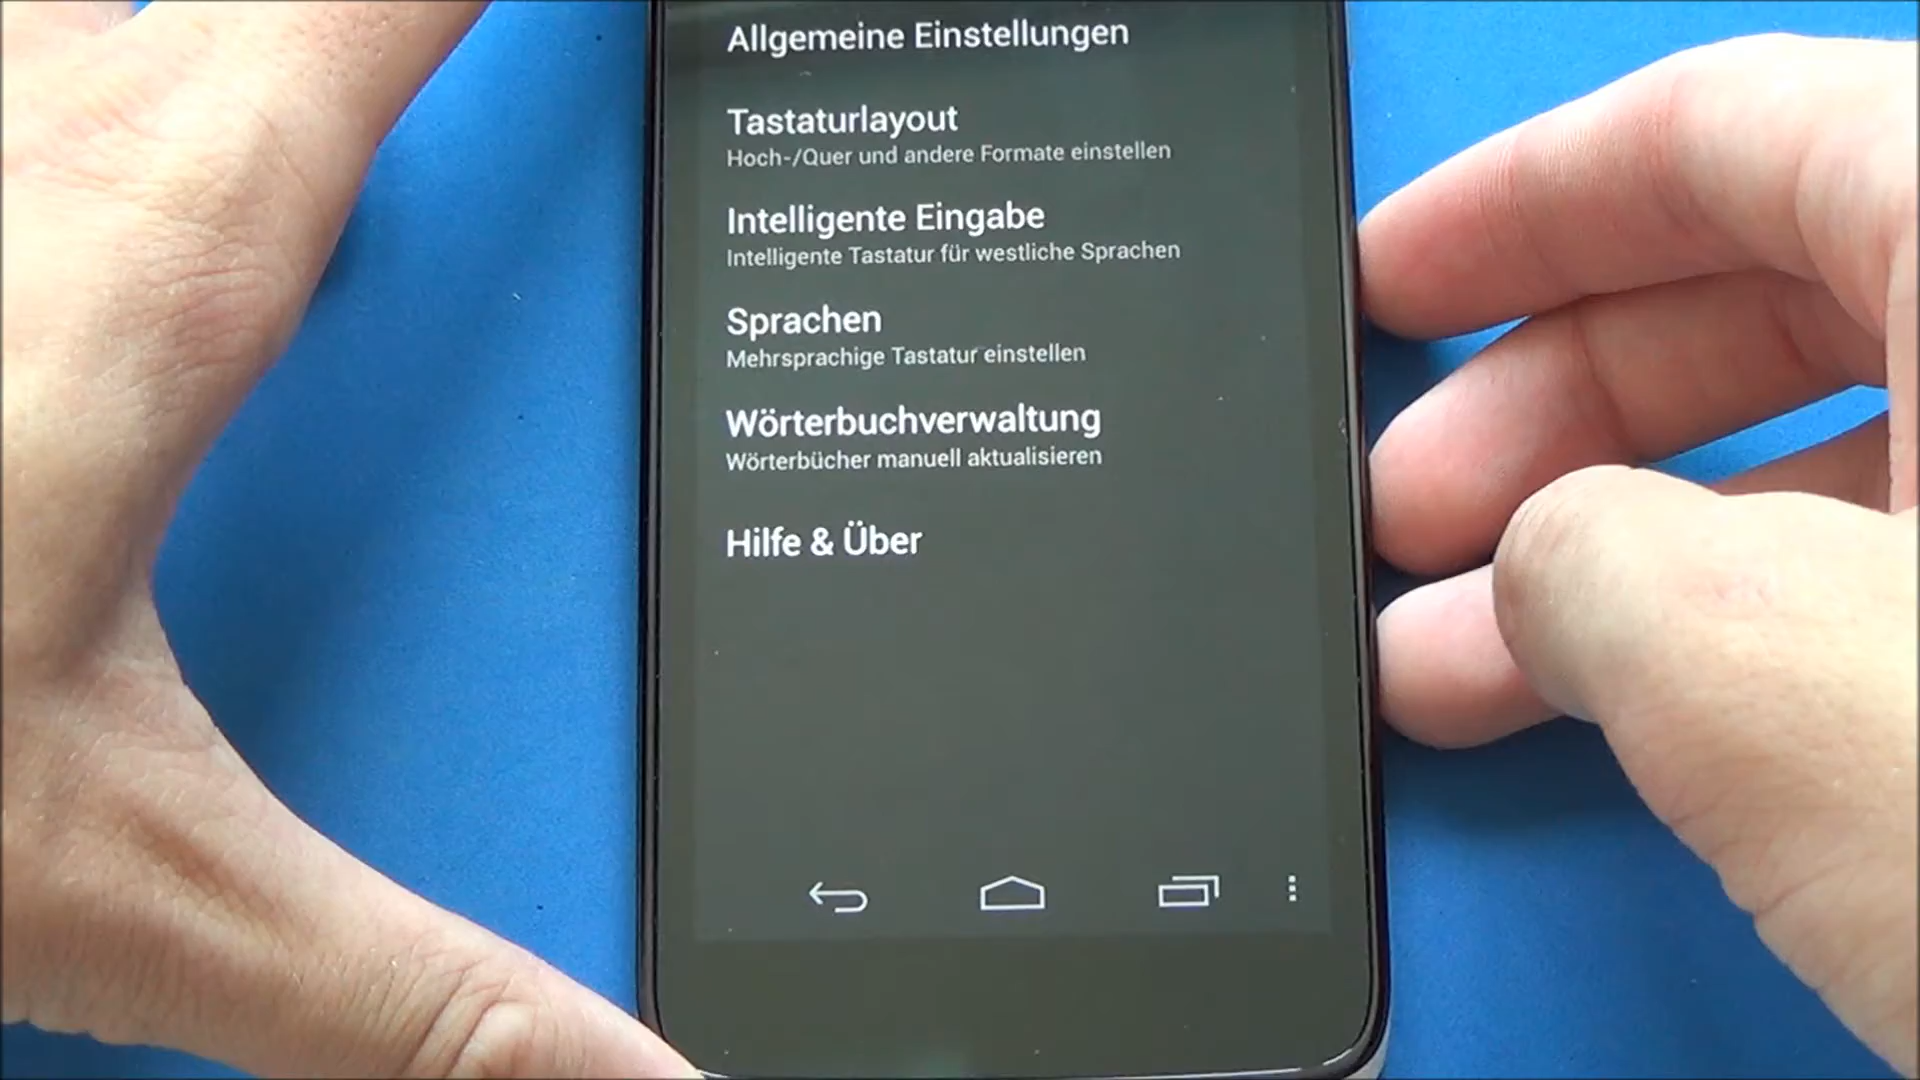 Allgemeine Einstellungen
Tastaturlayout
Hoch-/Quer und andere Formate einstellen
Intelligente Eingabe
Intelligente Tastatur für westliche Sprachen
Sprachen
Mehrsprachige Tastatur einstellen
Wörterbuchverwaltung
Wörterbücher manuell aktualisieren
Hilfe & Über